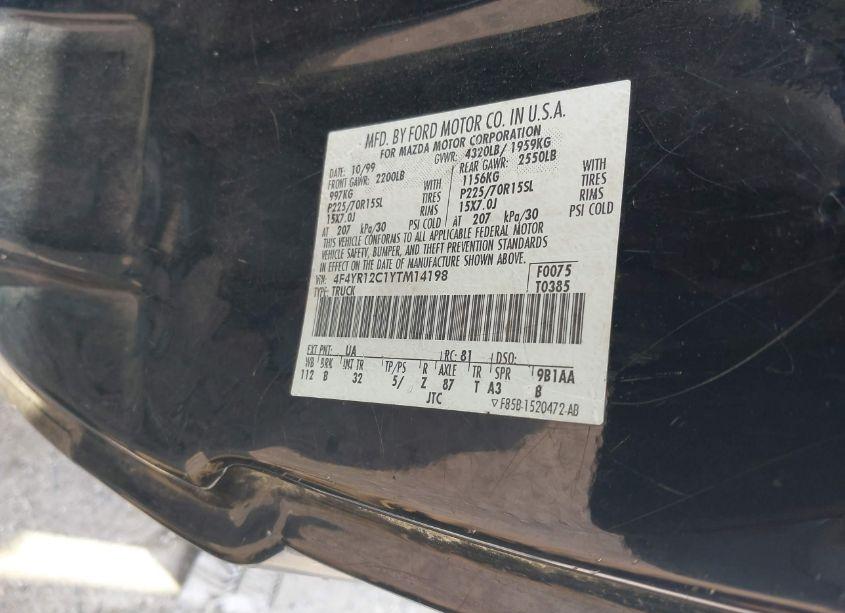 MFD. BY FORD MOTOR CO. IN U.S.A.
FOR MAZDA MOTOR CORPORATION
DATE: 10/99 GVWR: 4320LB/ 1959KG
FRONT GAWR: 2200LB REAR GAWR: 2550LB
997KG WITH 1156KG WITH
P225/70R15SL TIRES P225/70R15SL TIRES
15X7.0J RIMS 15X7.0J RIMS
AT 207 kPa/30 PSI COLD AT 207 kPa/30 PSI COLD
THIS VEHICLE CONFORMS TO ALL APPLICABLE FEDERAL MOTOR
VEHICLE SAFETY, BUMPER, AND THEFT PREVENTION STANDARDS
IN EFFECT ON THE DATE OF MANUFACTURE SHOWN ABOVE.
VIN: 4F4YR12C1YTM14198 F0075
TYPE: TRUCK T0385
EXT PNT: UA RC: 81 DSO:
WB BRK INT TR TP/PS R AXLE TR SPR 9B1AA
112 B 32 5/ Z 87 T A3 B
JTC ▽F85B-1520472-AB